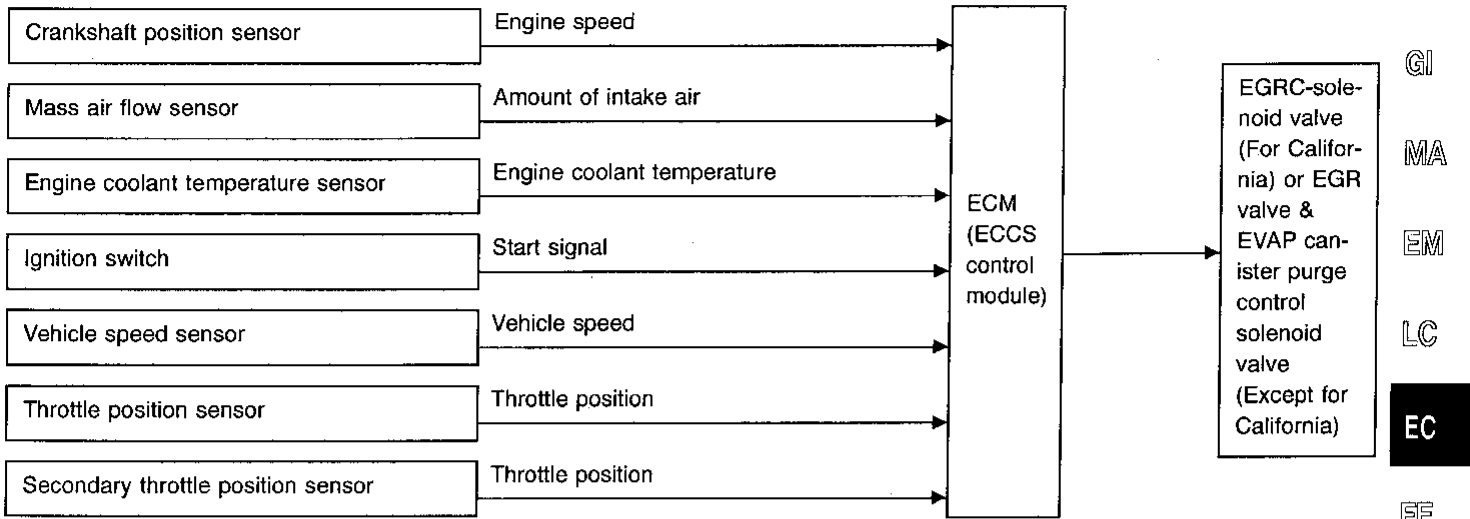 Crankshaft position sensor
Engine speed
Mass air flow sensor
Amount of intake air
Engine coolant temperature sensor
Engine coolant temperature
Ignition switch
Start signal
Vehicle speed sensor
Vehicle speed
Throttle position sensor
Throttle position
Secondary throttle position sensor
Throttle position
ECM
(ECCS
control
module)
EGRC-sole-
noid valve
(For Califor-
nia) or EGR
valve &
EVAP can-
ister purge
control
solenoid
valve
(Except for
California)
GI
MA
EM
LC
EC